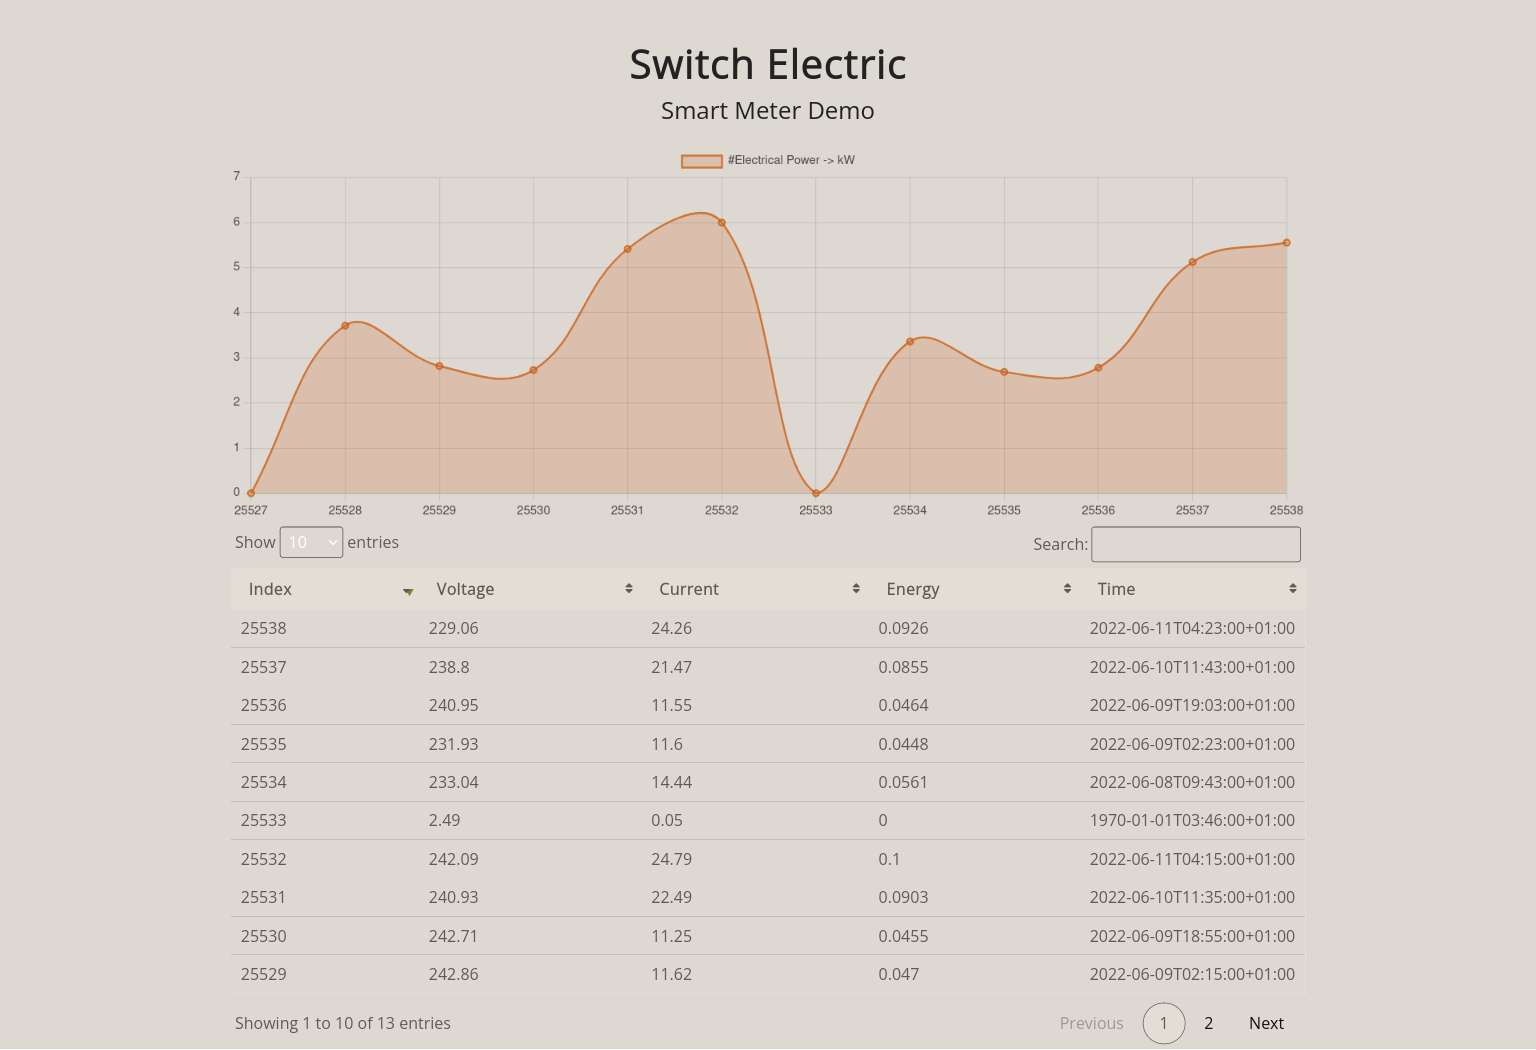 Switch Electric
Smart Meter Demo
#Electrical Power -> kW
7
6
5
4
3
2
1
0
25527 25528 25529 25530 25531 25532 25533 25534 25535 25536 25537 25538
Show 10 entries Search:
Index Voltage Current Energy Time
25538 229.06 24.26 0.0926 2022-06-11T04:23:00+01:00
25537 238.8 21.47 0.0855 2022-06-10T11:43:00+01:00
25536 240.95 11.55 0.0464 2022-06-09T19:03:00+01:00
25535 231.93 11.6 0.0448 2022-06-09T02:23:00+01:00
25534 233.04 14.44 0.0561 2022-06-08T09:43:00+01:00
25533 2.49 0.05 0 1970-01-01T03:46:00+01:00
25532 242.09 24.79 0.1 2022-06-11T04:15:00+01:00
25531 240.93 22.49 0.0903 2022-06-10T11:35:00+01:00
25530 242.71 11.25 0.0455 2022-06-09T18:55:00+01:00
25529 242.86 11.62 0.047 2022-06-09T02:15:00+01:00
Showing 1 to 10 of 13 entries Previous 1 2 Next